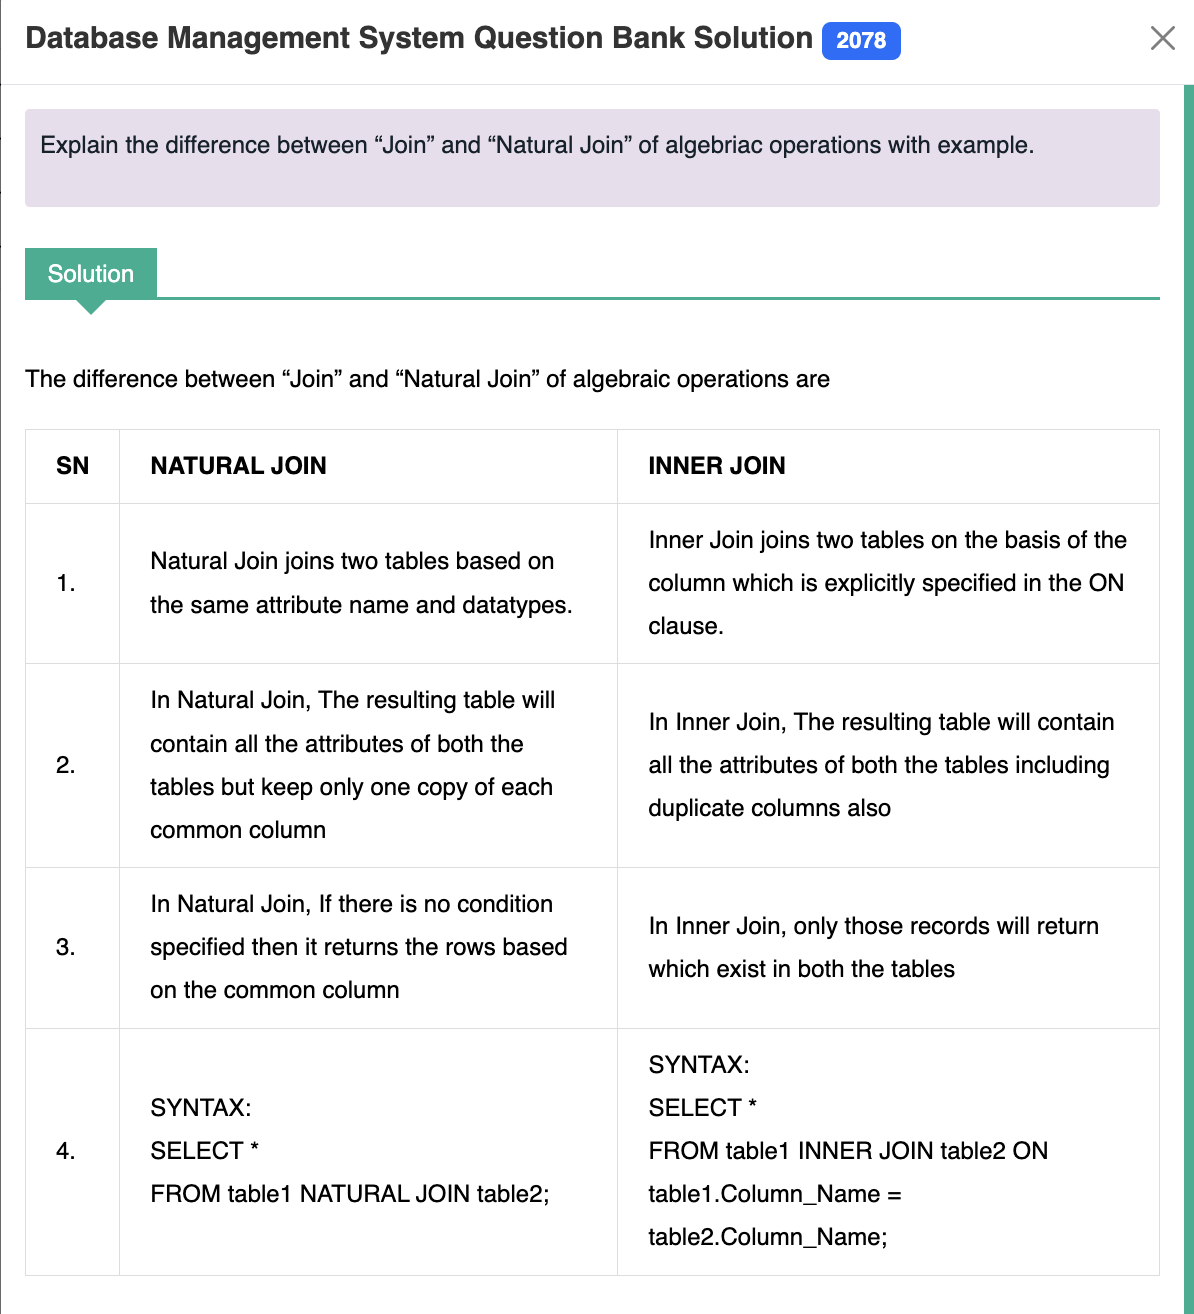 Database Management System Question Bank Solution 2078
Explain the difference between “Join” and “Natural Join” of algebriac operations with example.
Solution
The difference between “Join” and “Natural Join” of algebraic operations are
SN
NATURAL JOIN
INNER JOIN
1.
Natural Join joins two tables based on
the same attribute name and datatypes.
Inner Join joins two tables on the basis of the
column which is explicitly specified in the ON
clause.
2.
In Natural Join, The resulting table will
contain all the attributes of both the
tables but keep only one copy of each
common column
In Inner Join, The resulting table will contain
all the attributes of both the tables including
duplicate columns also
3.
In Natural Join, If there is no condition
specified then it returns the rows based
on the common column
In Inner Join, only those records will return
which exist in both the tables
4.
SYNTAX:
SELECT *
FROM table1 NATURAL JOIN table2;
SYNTAX:
SELECT *
FROM table1 INNER JOIN table2 ON
table1.Column_Name =
table2.Column_Name;